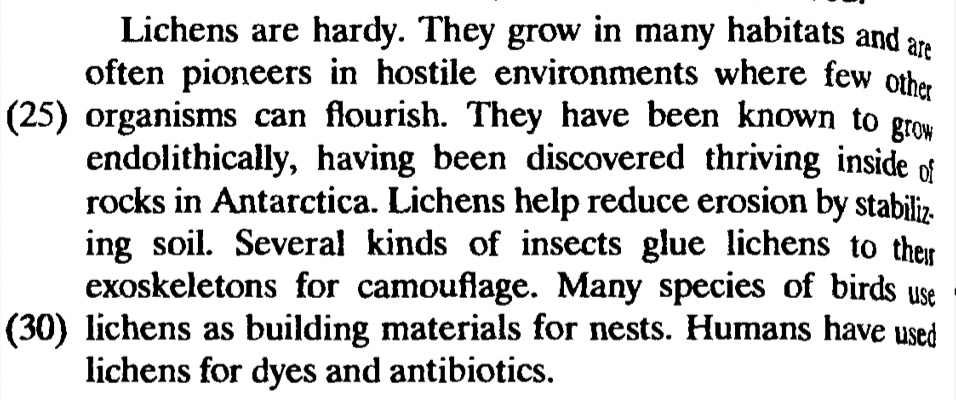 Lichens are hardy. They grow in many habitats and are
often pioneers in hostile environments where few other
(25) organisms can flourish. They have been known to grow
endolithically, having been discovered thriving inside of
rocks in Antarctica. Lichens help reduce erosion by stabiliz-
ing soil. Several kinds of insects glue lichens to their
exoskeletons for camouflage. Many species of birds use
(30) lichens as building materials for nests. Humans have used
lichens for dyes and antibiotics.